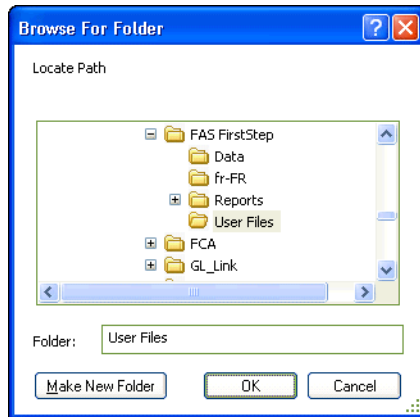 Browse For Folder
Locate Path
FAS FirstStep
Data
fr-FR
Reports
User Files
FCA
GL_Link
Folder: User Files
Make New Folder OK Cancel